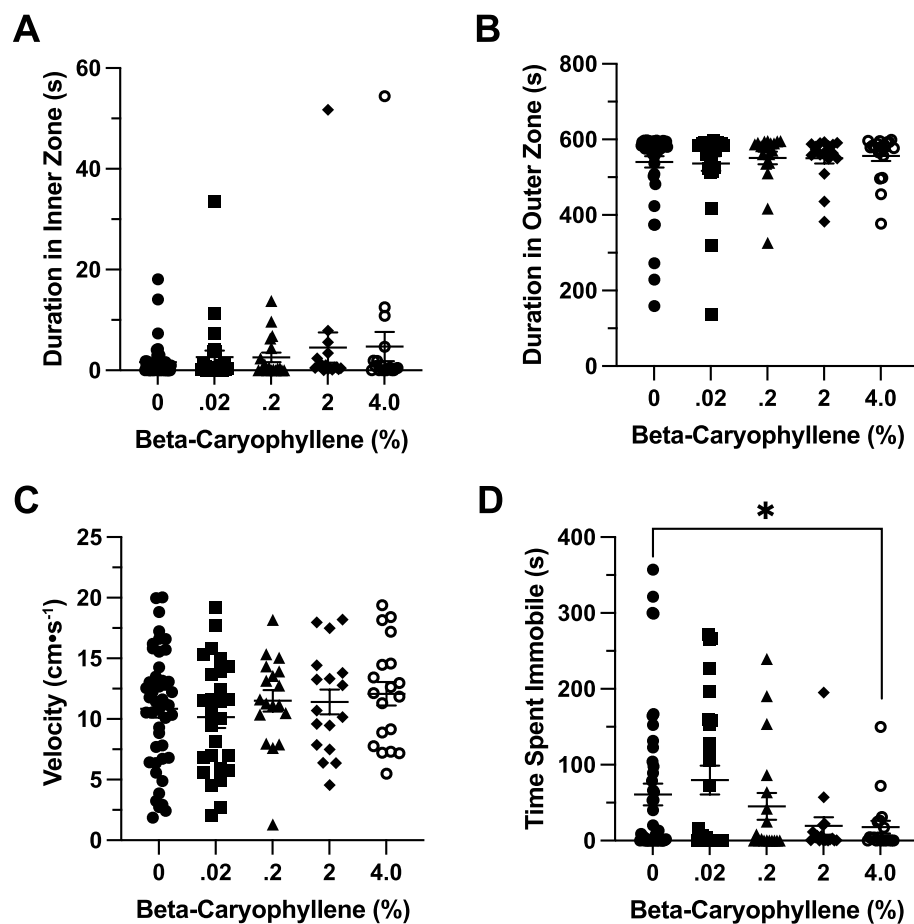 A
Duration in Inner Zone (s)
60
40
20
0
0 .02 .2 2 4.0
Beta-Caryophyllene (%)
B
Duration in Outer Zone (s)
800
600
400
200
0
0 .02 .2 2 4.0
Beta-Caryophyllene (%)
C
Velocity (cm•s⁻¹)
25
20
15
10
5
0
0 .02 .2 2 4.0
Beta-Caryophyllene (%)
D
Time Spent Immobile (s)
400
300
200
100
0
*
0 .02 .2 2 4.0
Beta-Caryophyllene (%)